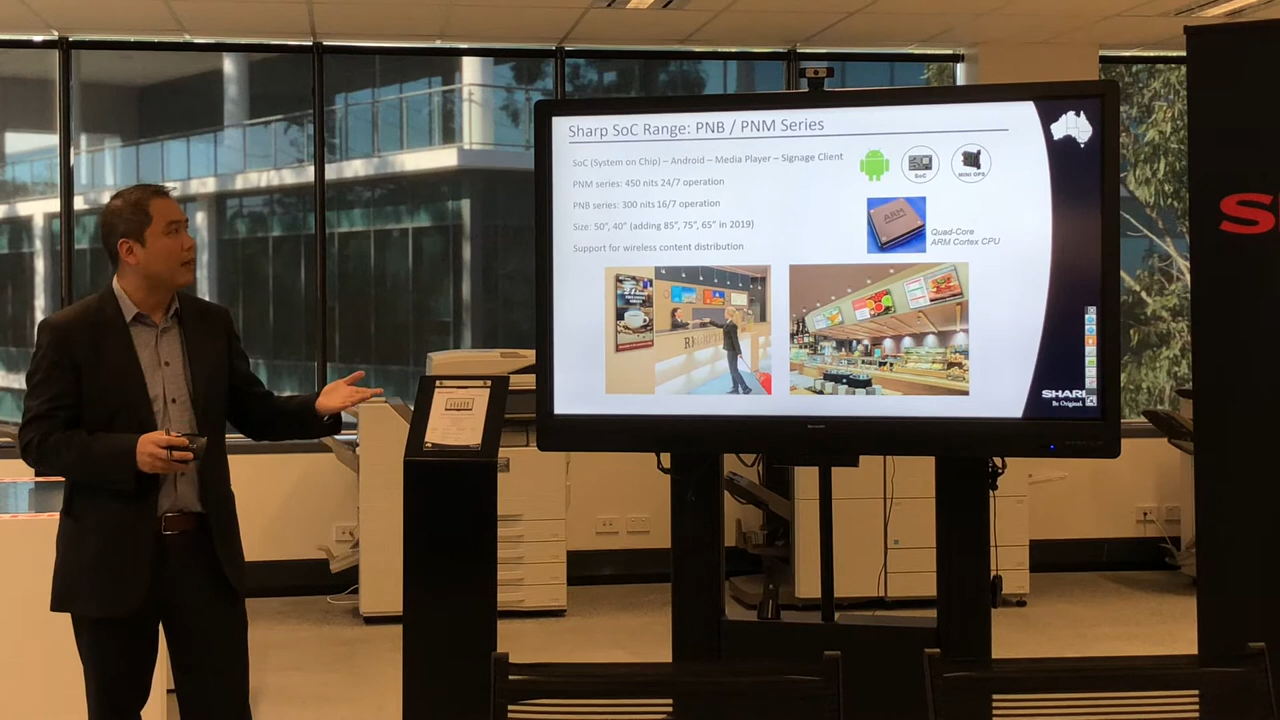 Sharp SoC Range: PNB / PNM Series
SoC (System on Chip) – Android – Media Player – Signage Client
PNM series: 450 nits 24/7 operation
PNB series: 300 nits 16/7 operation
Size: 50”, 40” (adding 85”, 75”, 65” in 2019)
Support for wireless content distribution
SoC
MINI OPS
ARM
Quad-Core
ARM Cortex CPU
SHARP
Be Original.
S